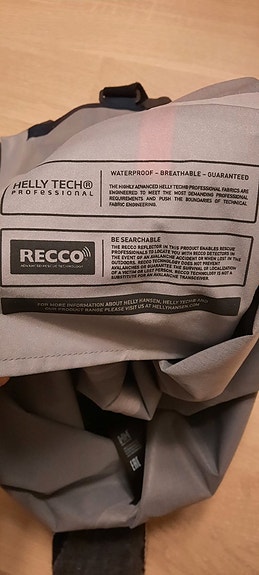 HELLY TECH®
PROFESSIONAL
WATERPROOF – BREATHABLE – GUARANTEED
THE HIGHLY ADVANCED HELLY TECH® PROFESSIONAL FABRICS ARE
ENGINEERED TO MEET THE MOST DEMANDING PROFESSIONAL
REQUIREMENTS AND PUSH THE BOUNDARIES OF TECHNICAL
FABRIC ENGINEERING.
RECCO
ADVANCED RESCUE TECHNOLOGY
BE SEARCHABLE
THE RECCO REFLECTOR IN THIS PRODUCT ENABLES RESCUE
PROFESSIONALS TO LOCATE YOU WITH RECCO DETECTORS IN
THE EVENT OF AN AVALANCHE ACCIDENT OR WHEN LOST IN THE
OUTDOORS. RECCO TECHNOLOGY DOES NOT PREVENT
AVALANCHES OR GUARANTEE THE SURVIVAL OR LOCALIZATION
OF A VICTIM OR LOST PERSON. RECCO TECHNOLOGY IS NOT A
SUBSTITUTE FOR AN AVALANCHE TRANSCEIVER.
FOR MORE INFORMATION ABOUT HELLY HANSEN, HELLY TECH® AND
OUR PRODUCT RANGE PLEASE VISIT US AT HELLYHANSEN.COM
EAC